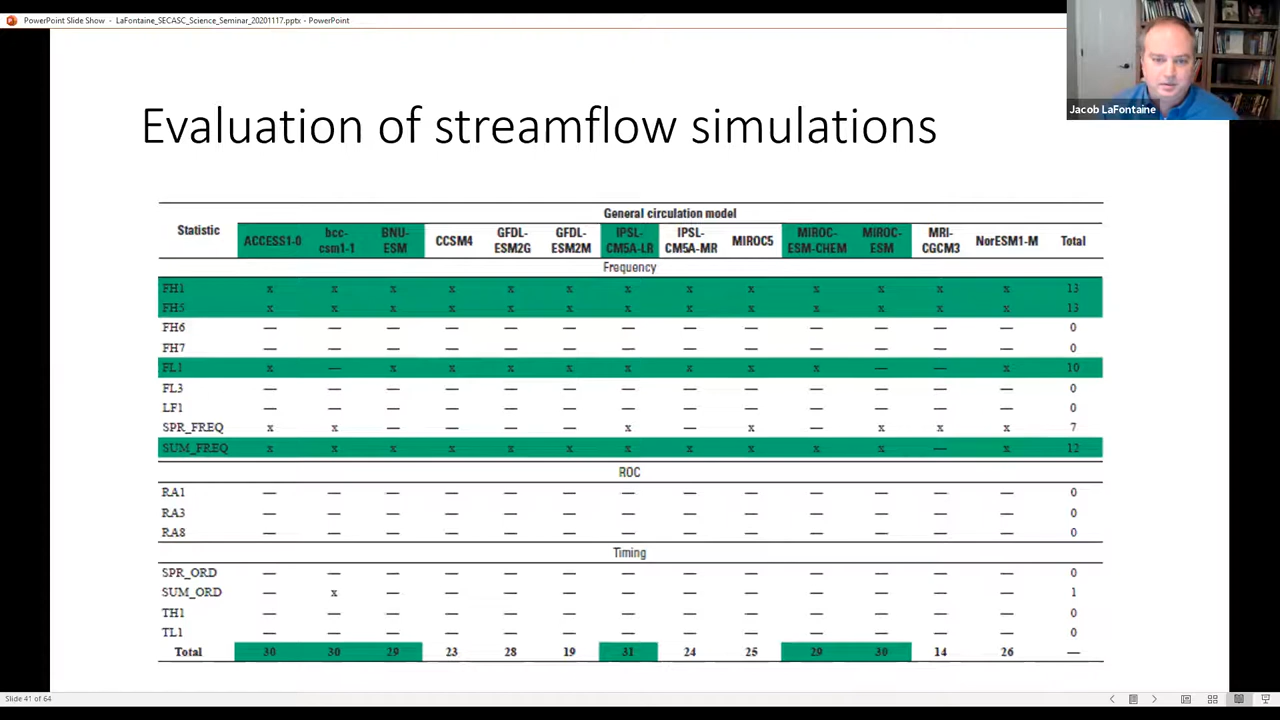 PowerPoint Slide Show - LaFontaine_SECASC_Science_Seminar_20201117.pptx - PowerPoint
Jacob LaFontaine
Evaluation of streamflow simulations
Statistic
General circulation model
ACCESS1-0 bcc-csm1-1 BNU-ESM CCSM4 GFDL-ESM2G GFDL-ESM2M IPSL-CM5A-LR IPSL-CM5A-MR MIROC5 MIROC-ESM-CHEM MIROC-ESM MRI-CGCM3 NorESM1-M Total
Frequency
FH1 x x x x x x x x x x x x x 13
FH5 x x x x x x x x x x x x x 13
FH6 — — — — — — — — — — — — — 0
FH7 — — — — — — — — — — — — — 0
FL1 x — x x x x x x x x — — x 10
FL3 — — — — — — — — — — — — — 0
LF1 — — — — — — — — — — — — — 0
SPR_FREQ x x — — — — x — x — x x x 7
SUM_FREQ x x x x x x x x x x x — x 12
ROC
RA1 — — — — — — — — — — — — — 0
RA3 — — — — — — — — — — — — — 0
RA8 — — — — — — — — — — — — — 0
Timing
SPR_ORD — — — — — — — — — — — — — 0
SUM_ORD — x — — — — — — — — — — — 1
TH1 — — — — — — — — — — — — — 0
TL1 — — — — — — — — — — — — — 0
Total 30 30 29 23 28 19 31 24 25 29 30 14 26 —
Slide 41 of 64